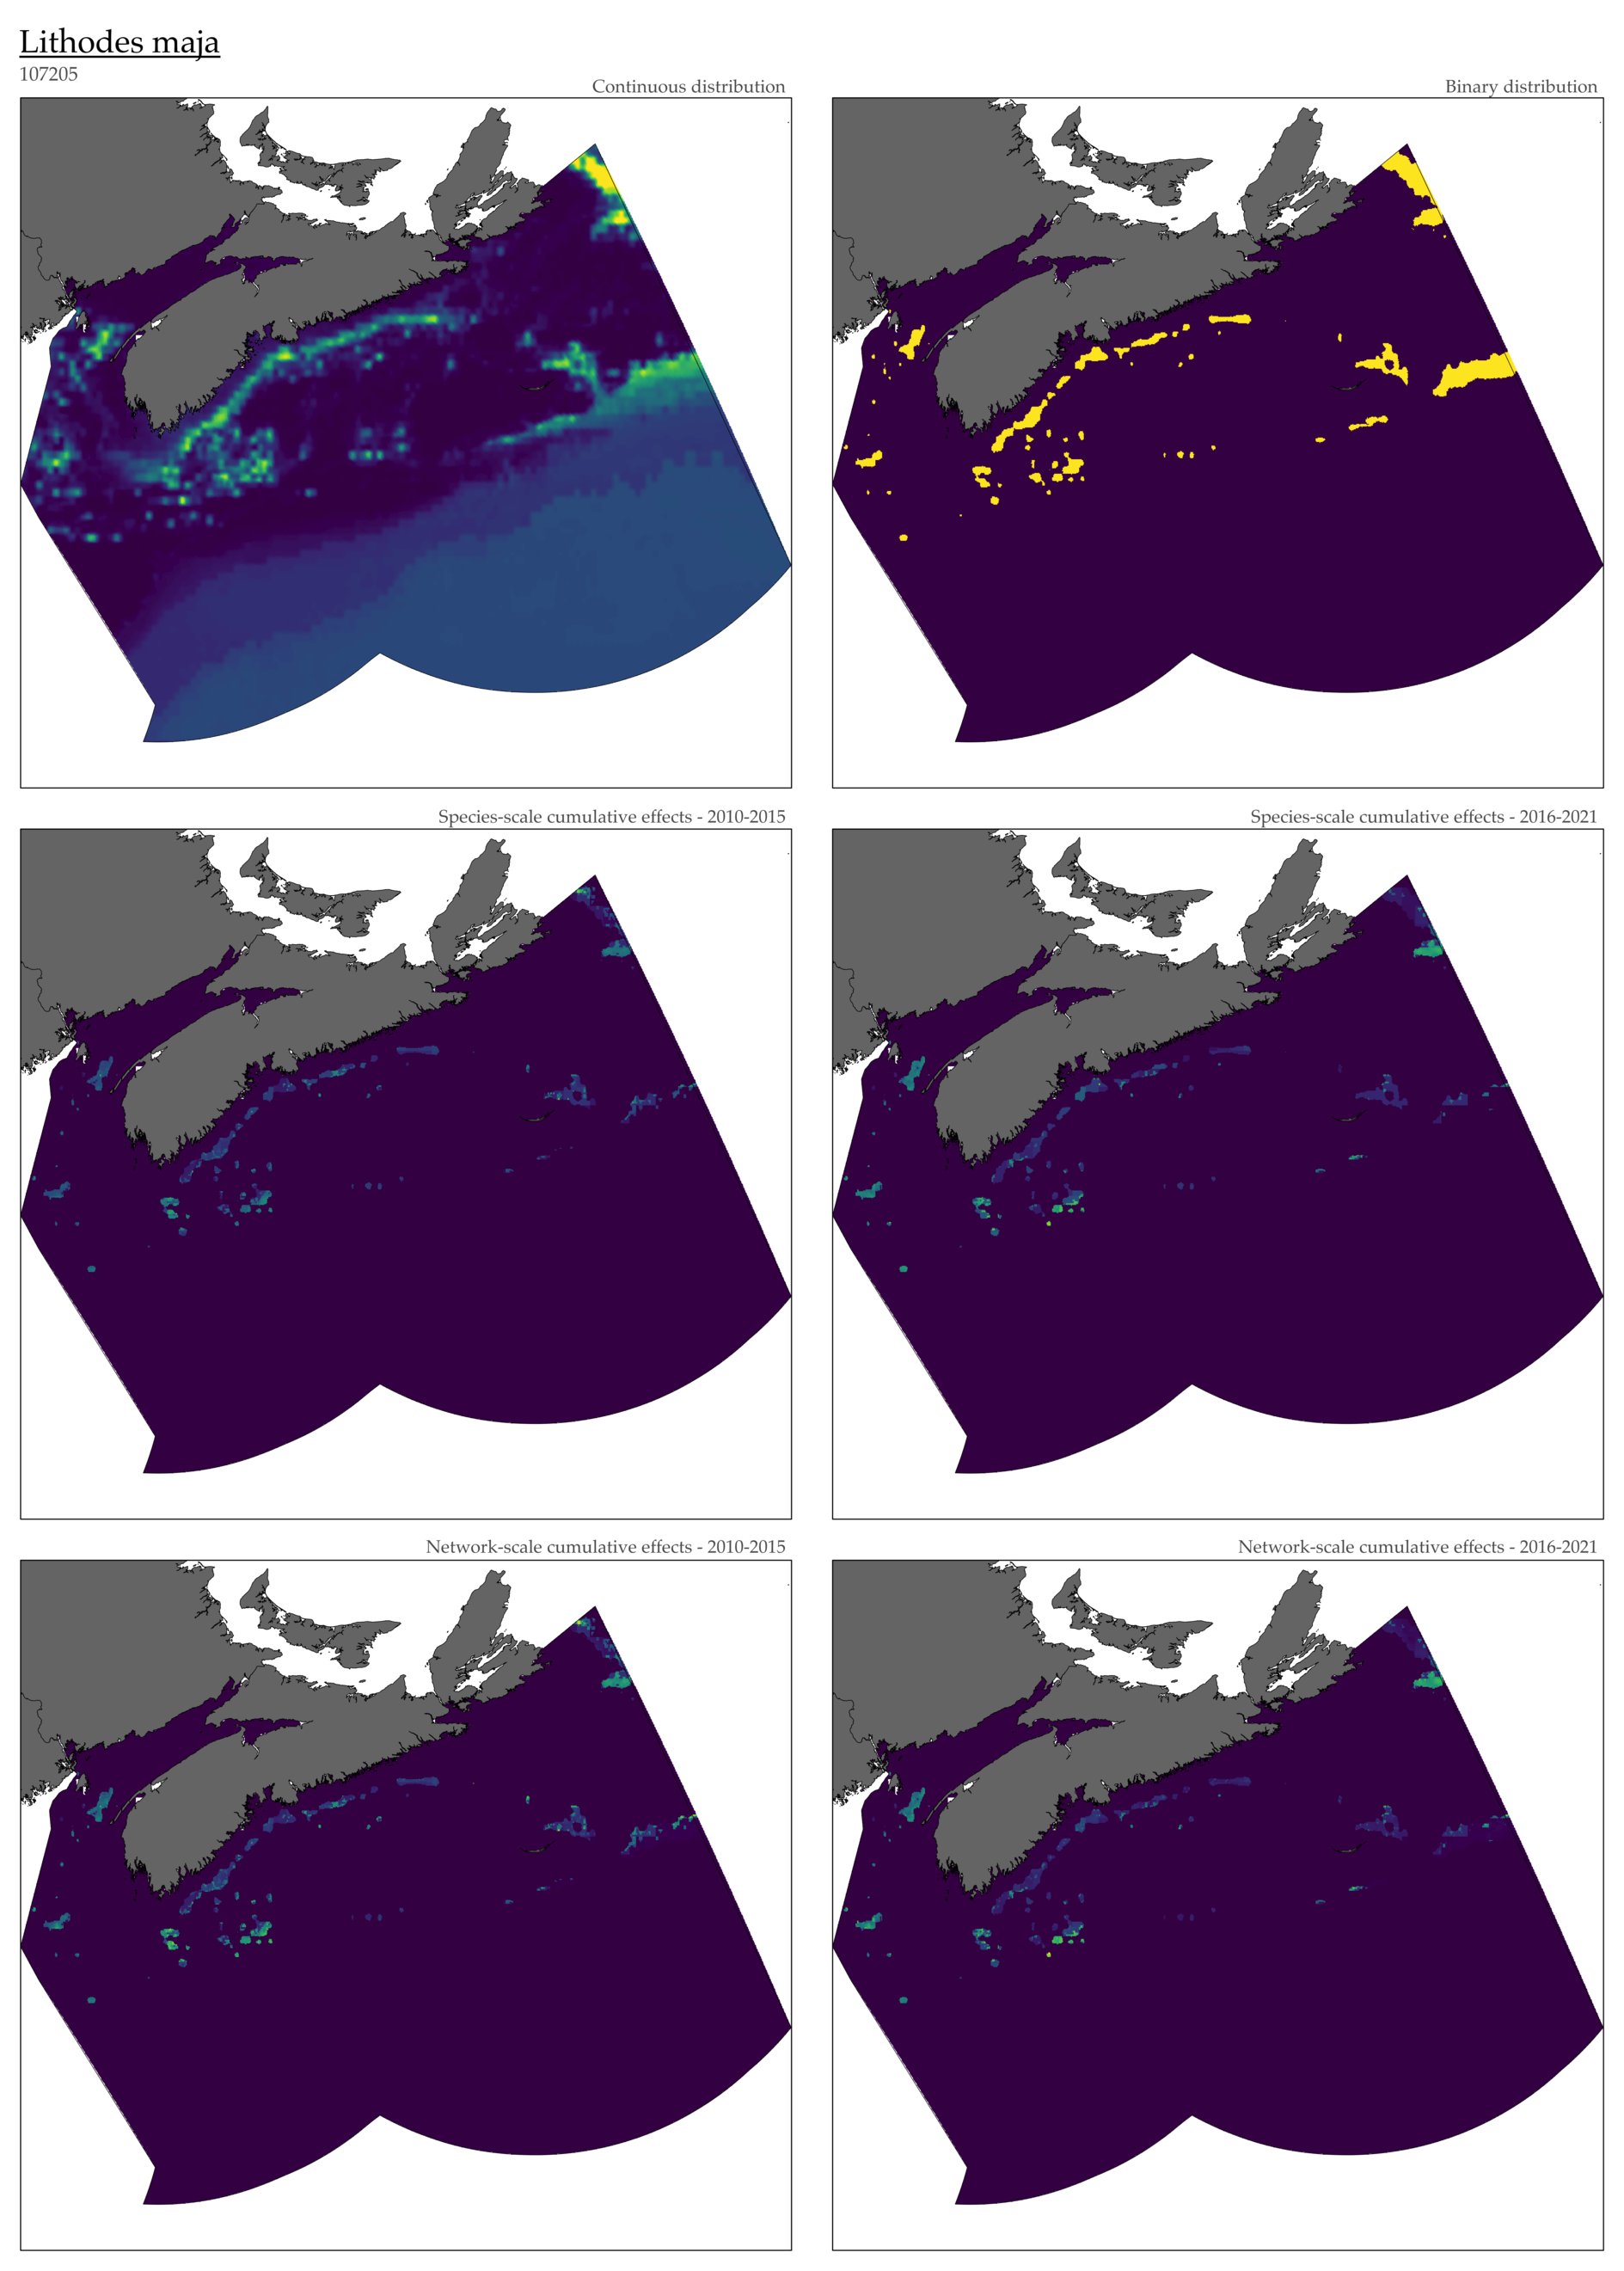 Lithodes maja
107205
Continuous distribution
Binary distribution
Species-scale cumulative effects - 2010-2015
Species-scale cumulative effects - 2016-2021
Network-scale cumulative effects - 2010-2015
Network-scale cumulative effects - 2016-2021